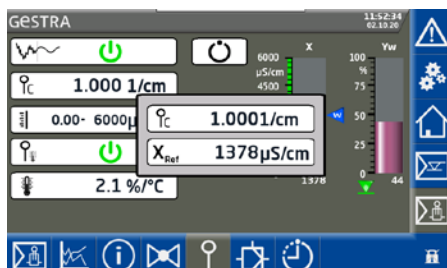 GESTRA
11:52:34
02.10.20
X
Yw
6000
µS/cm
4500
100
%
75
50
25
0
C
1.000 1/cm
0.00- 6000µ
C
1.0001/cm
XRef
1378µS/cm
W
2.1 %/°C
1378
44